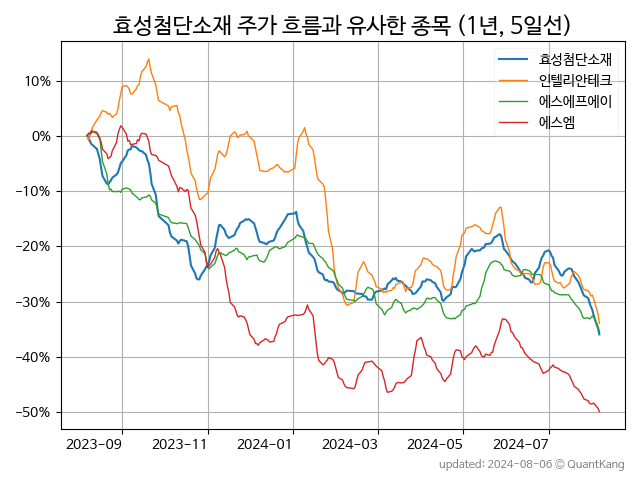 효성첨단소재 주가 흐름과 유사한 종목 (1년, 5일선)
효성첨단소재
인텔리안테크
에스에프에이
에스엠
10%
0%
−10%
−20%
−30%
−40%
−50%
2023-09 2023-11 2024-01 2024-03 2024-05 2024-07
updated: 2024-08-06 © QuantKang